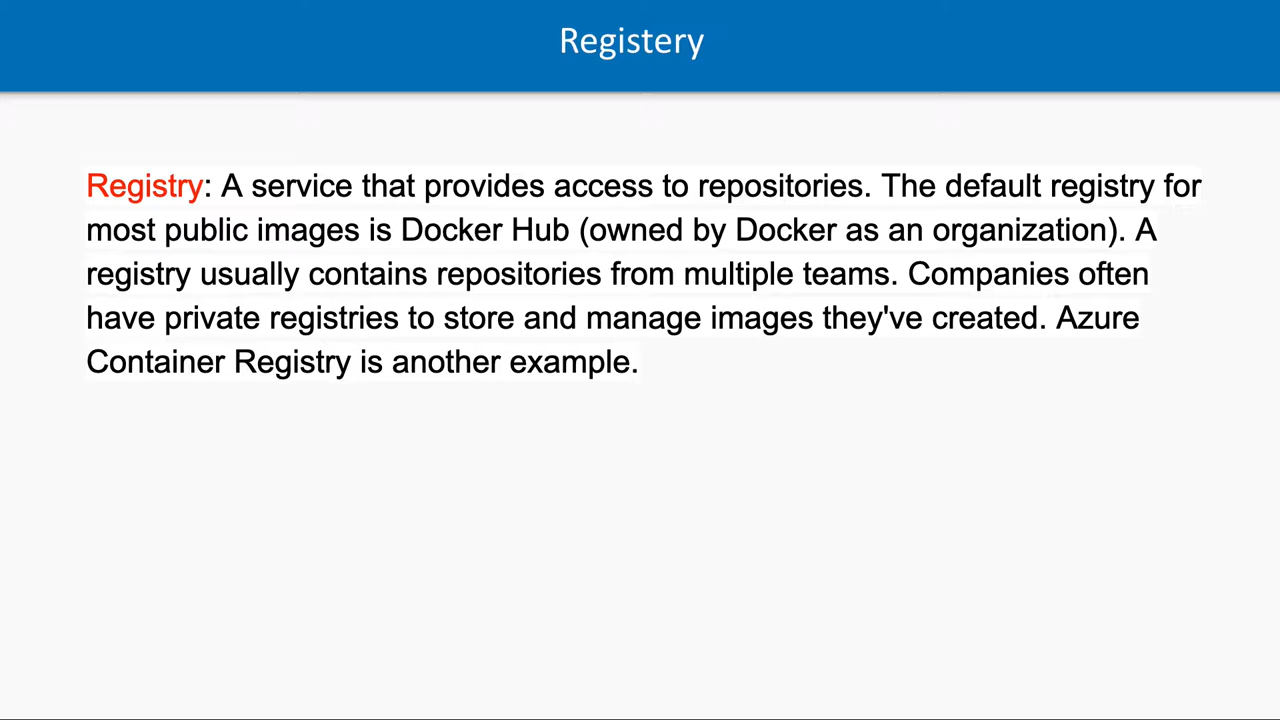 Registery
Registry: A service that provides access to repositories. The default registry for
most public images is Docker Hub (owned by Docker as an organization). A
registry usually contains repositories from multiple teams. Companies often
have private registries to store and manage images they've created. Azure
Container Registry is another example.